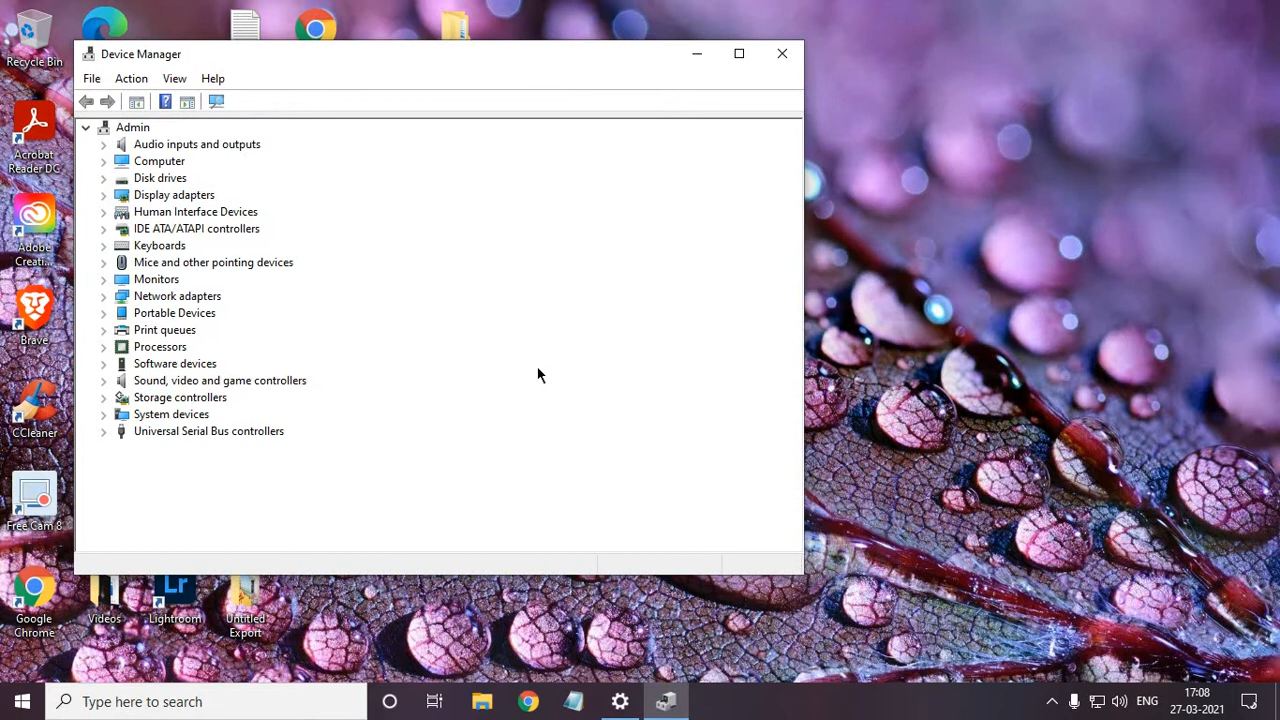 Recycle Bin
Acrobat
Reader DC
Adobe
Creati...
Brave
CCleaner
Free Cam 8
Google
Chrome
Videos
Lightroom
Untitled
Export
Device Manager
File Action View Help
Admin
Audio inputs and outputs
Computer
Disk drives
Display adapters
Human Interface Devices
IDE ATA/ATAPI controllers
Keyboards
Mice and other pointing devices
Monitors
Network adapters
Portable Devices
Print queues
Processors
Software devices
Sound, video and game controllers
Storage controllers
System devices
Universal Serial Bus controllers
Lr
Type here to search
ENG
17:08
27-03-2021